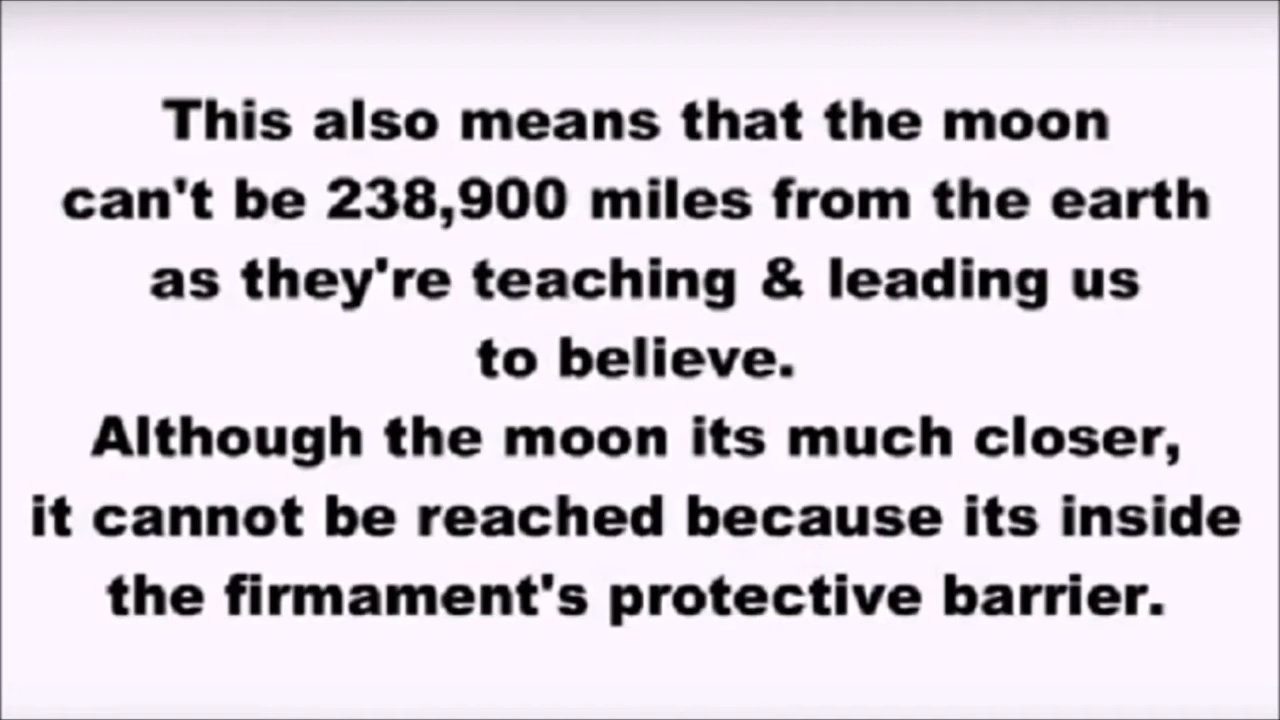 This also means that the moon
can't be 238,900 miles from the earth
as they're teaching & leading us
to believe.
Although the moon its much closer,
it cannot be reached because its inside
the firmament's protective barrier.